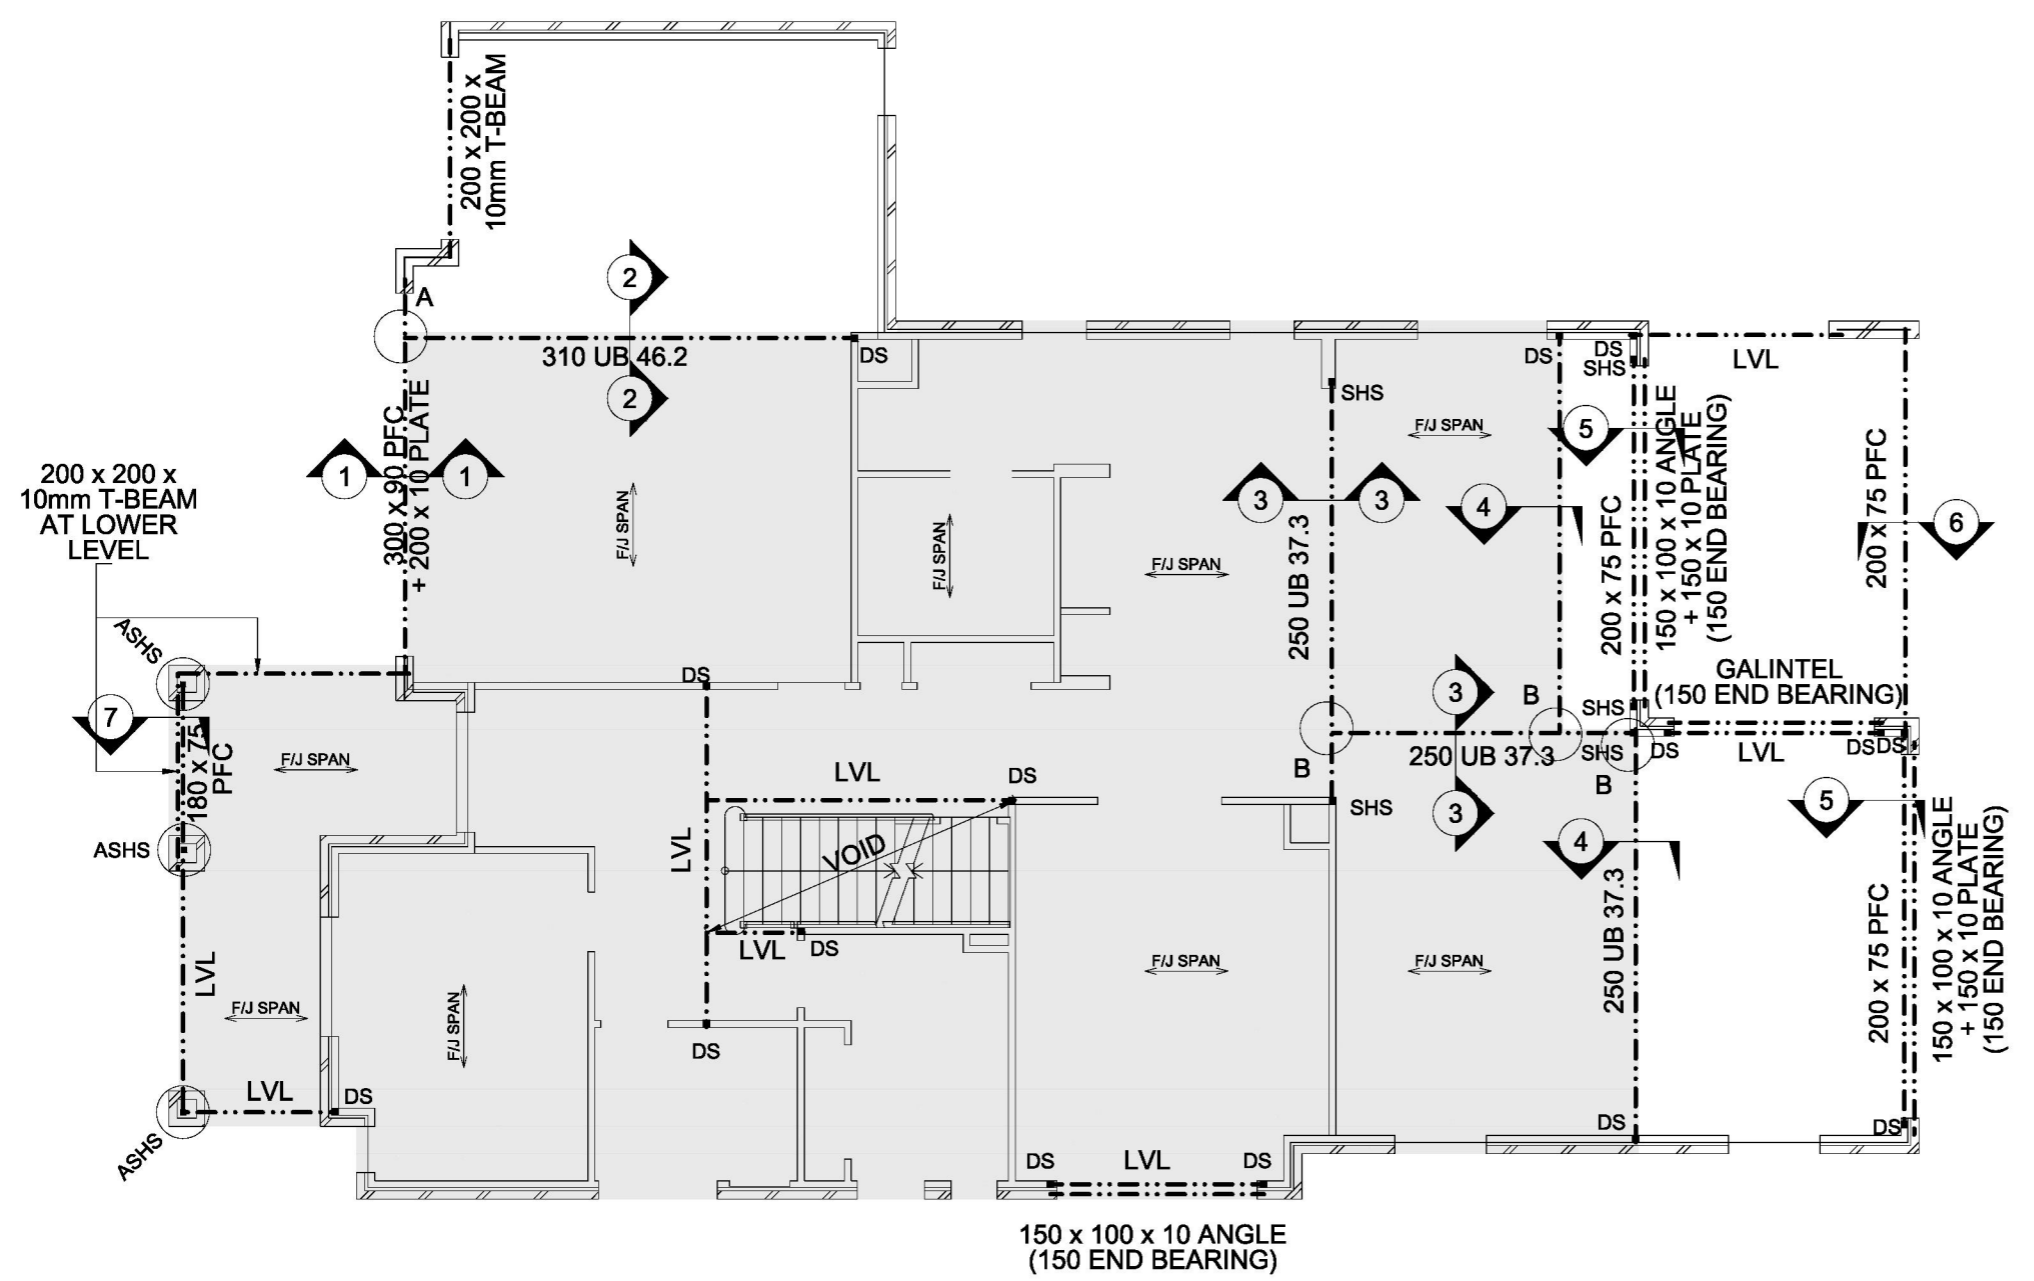 200 x 200 x
10mm T-BEAM
2
A
310 UB 46.2
DS
2
300 x 90 PFC
+ 200 x 10 PLATE
1
1
200 x 200 x
10mm T-BEAM
AT LOWER
LEVEL
F/J SPAN
F/J SPAN
DS
DS
SHS
LVL
SHS
F/J SPAN
5
150 x 100 x 10 ANGLE
+ 150 x 10 PLATE
(150 END BEARING)
200 x 75 PFC
3
3
4
6
250 UB 37.3
200 x 75 PFC
F/J SPAN
ASHS
DS
GALINTEL
(150 END BEARING)
3
B
SHS
7
180 x 75
PFC
F/J SPAN
LVL
DS
B
250 UB 37.3
SHS
DS
B
LVL
DS
DS
SHS
3
5
ASHS
LVL
VOID
4
LVL
DS
250 UB 37.3
200 x 75 PFC
150 x 100 x 10 ANGLE
+ 150 x 10 PLATE
(150 END BEARING)
LVL
F/J SPAN
F/J SPAN
F/J SPAN
F/J SPAN
DS
LVL
DS
ASHS
DS
DS
DS
LVL
DS
150 x 100 x 10 ANGLE
(150 END BEARING)